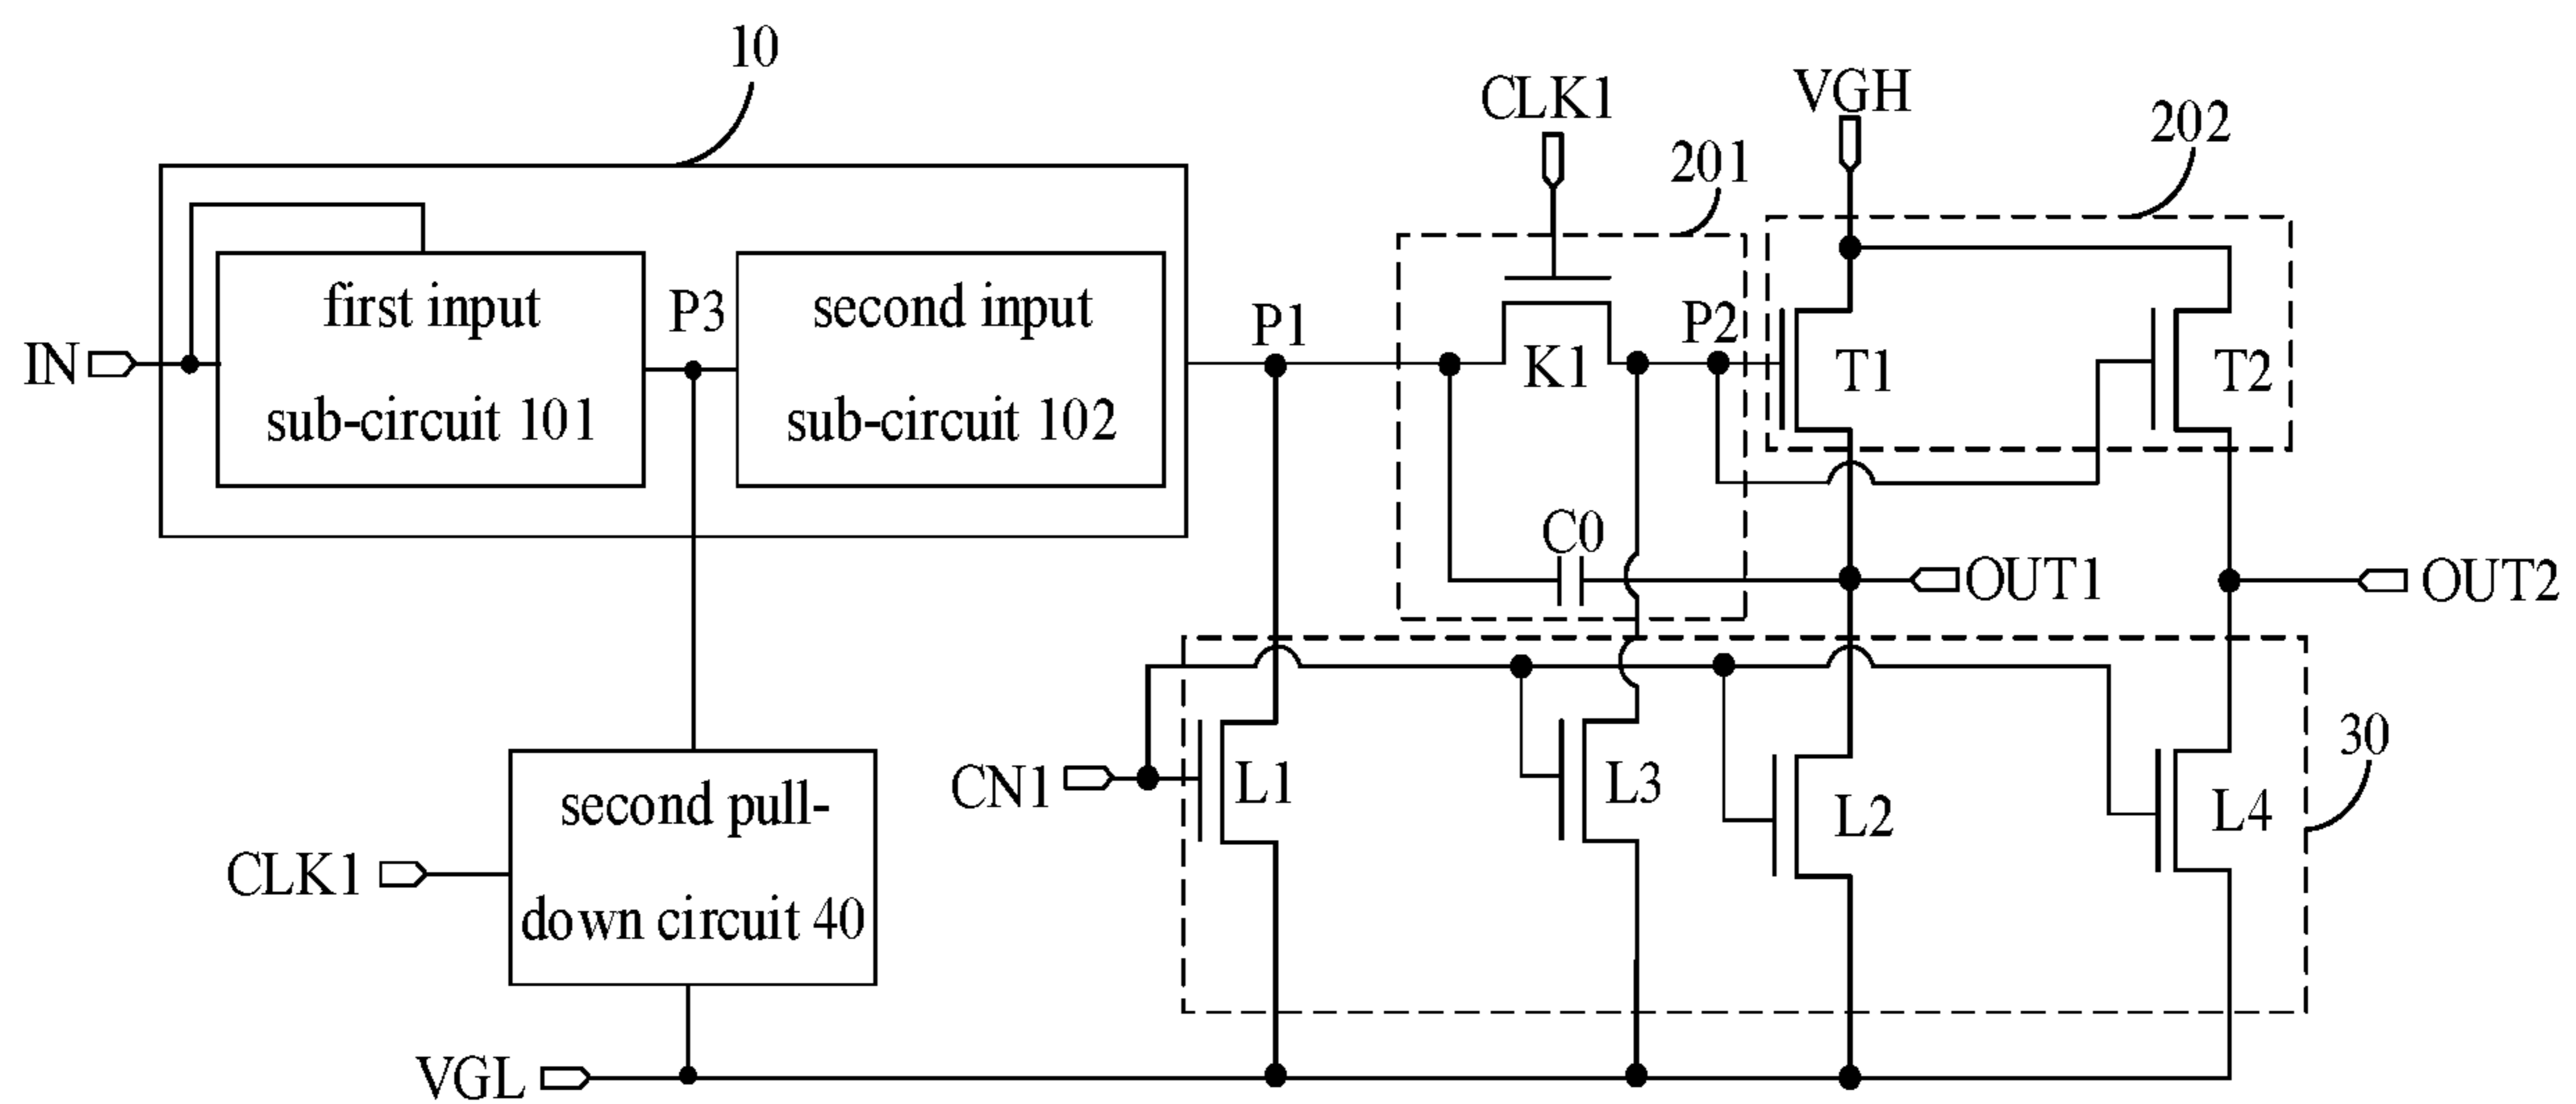 10
CLK1
VGH
201
202
first input
sub-circuit 101
P3
second input
sub-circuit 102
IN
P1
K1
P2
T1
T2
C0
OUT1
OUT2
CN1
L1
L3
L2
L4
30
second pull-
down circuit 40
CLK1
VGL